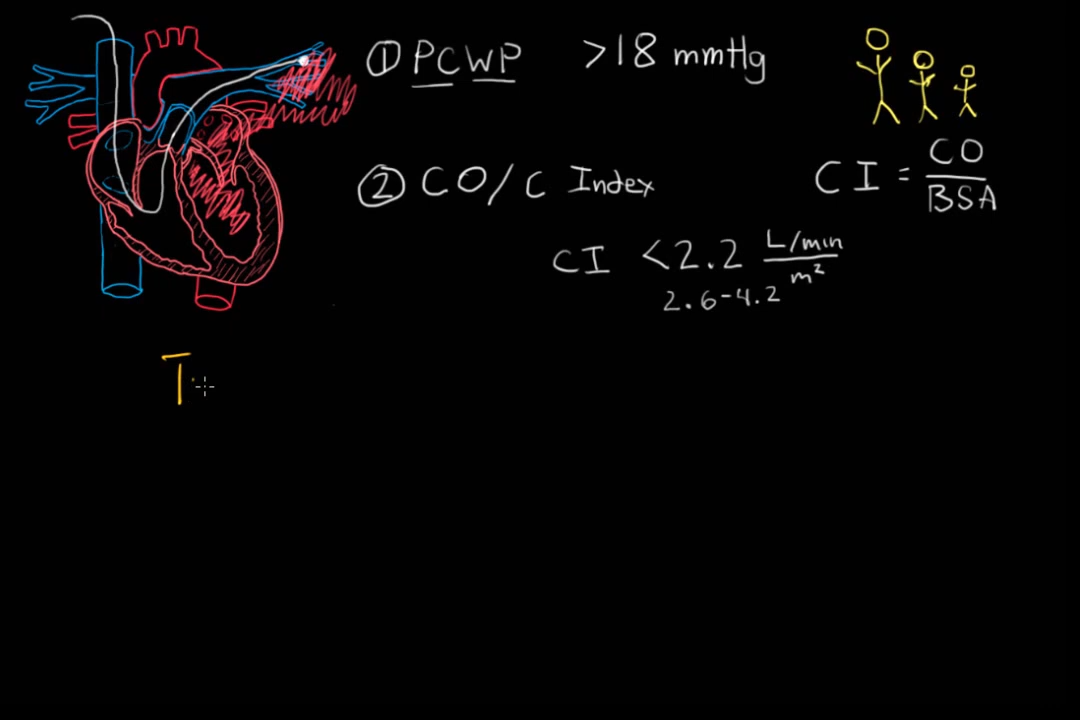 ① PCWP >18 mmHg
② CO/C Index
CI = CO/BSA
CI <2.2 L/min/m²
2.6-4.2
T